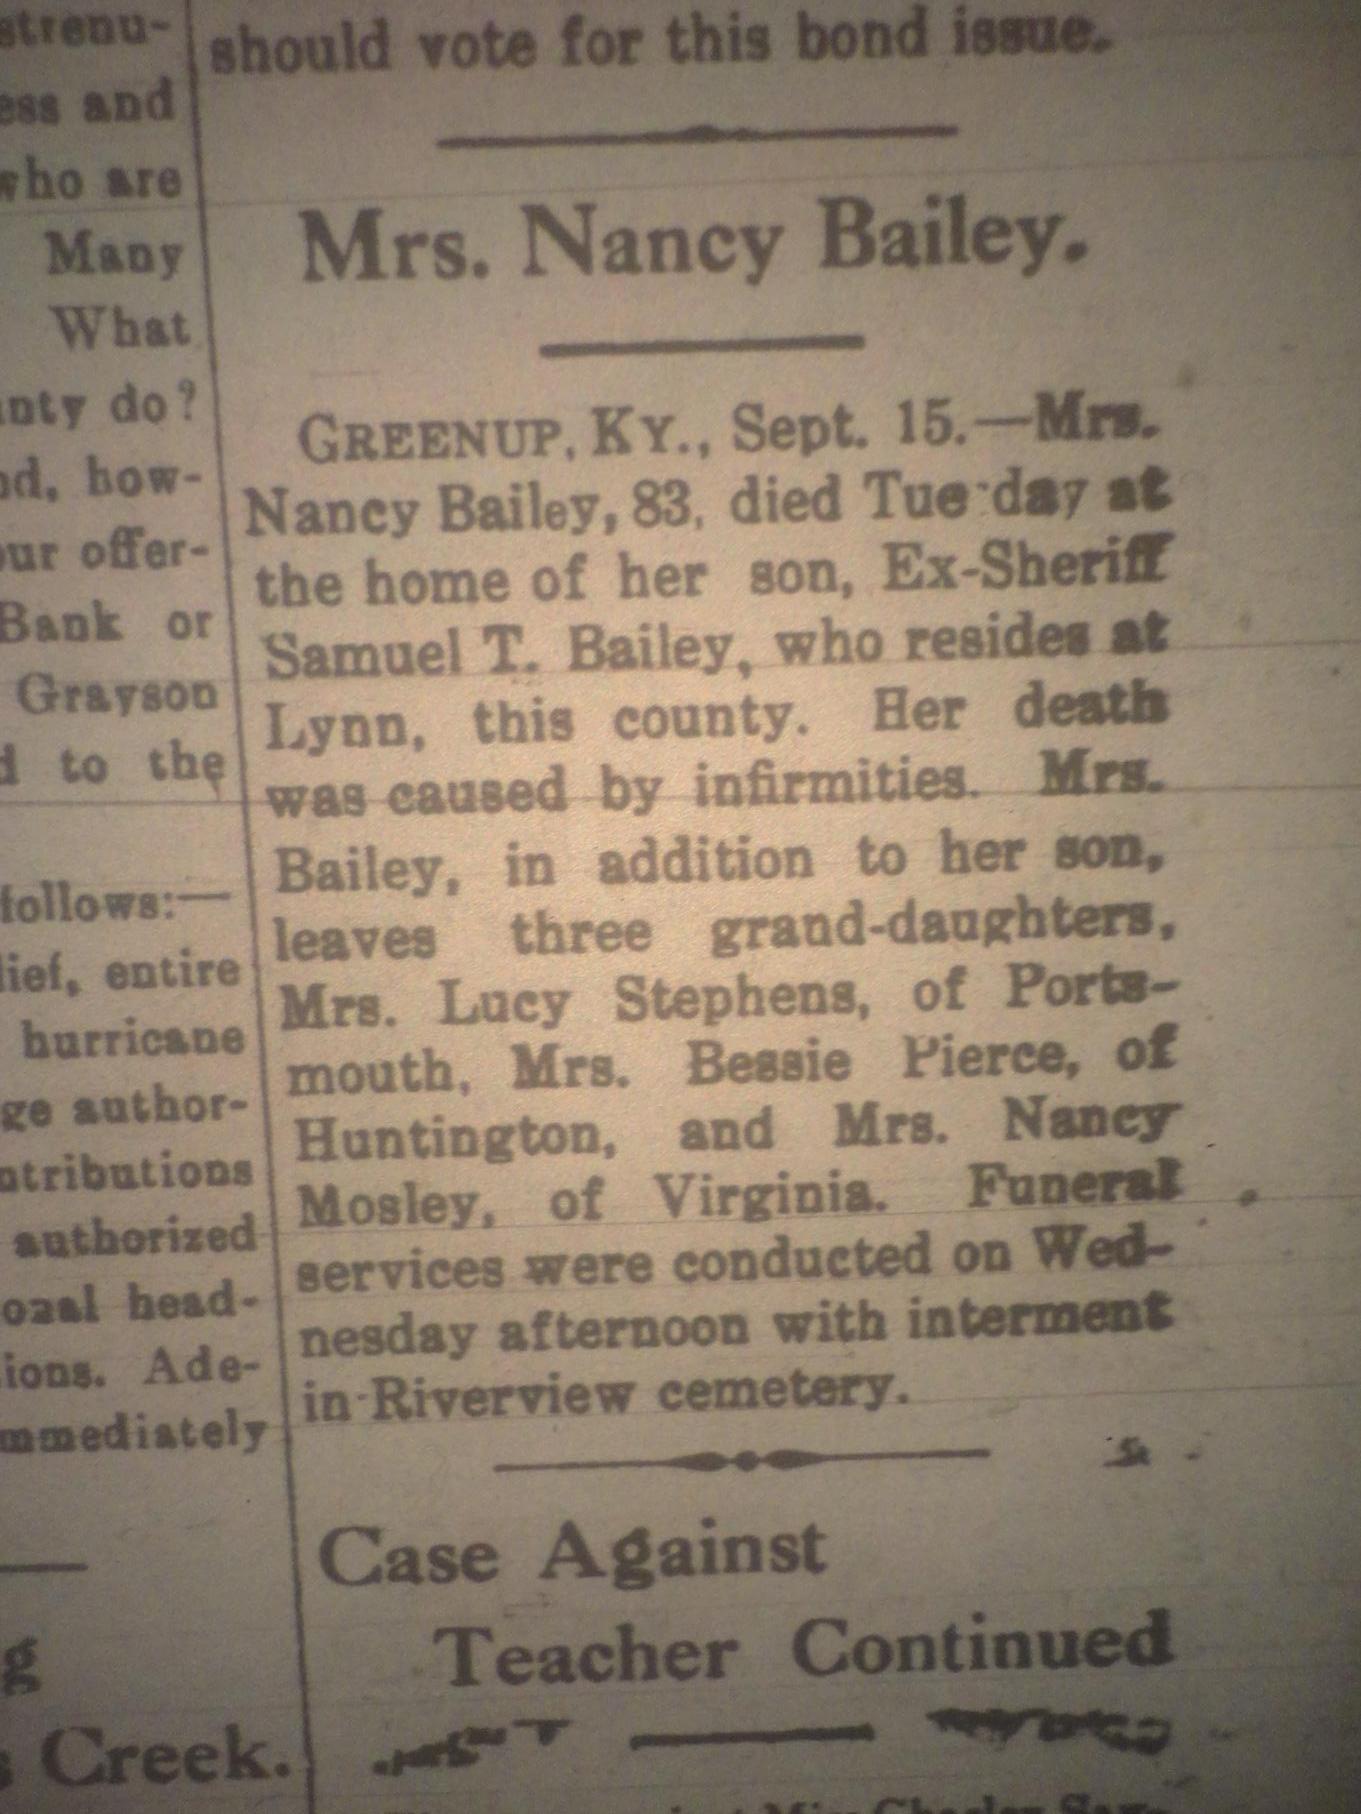 strenu-
ess and
who are
Many
What
nty do?
od, how-
our offer-
Bank or
Grayson
d to the
follows:—
lief, entire
hurricane
ge author-
ntributions
authorized
ional head-
ions. Ade-
mmediately
g
s Creek.
should vote for this bond issue.
Mrs. Nancy Bailey.
GREENUP, KY., Sept. 15.—Mrs.
Nancy Bailey, 83, died Tue day at
the home of her son, Ex-Sheriff
Samuel T. Bailey, who resides at
Lynn, this county. Her death
was caused by infirmities. Mrs.
Bailey, in addition to her son,
leaves three grand-daughters,
Mrs. Lucy Stephens, of Ports-
mouth, Mrs. Bessie Pierce, of
Huntington, and Mrs. Nancy
Mosley, of Virginia. Funeral
services were conducted on Wed-
nesday afternoon with interment
in Riverview cemetery.
Case Against
Teacher Continued